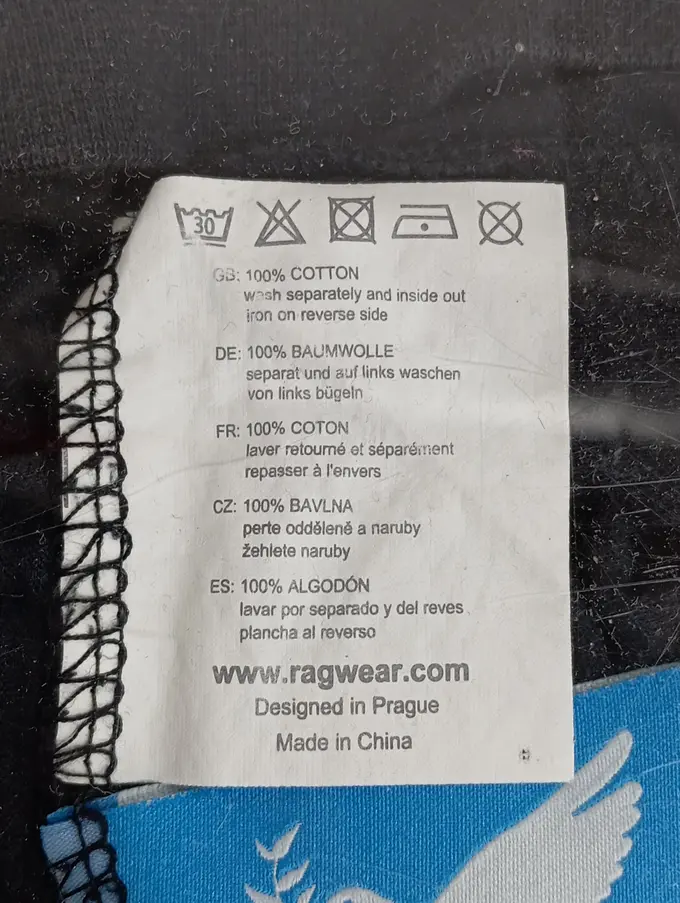 30
GB: 100% COTTON
wash separately and inside out
iron on reverse side
DE: 100% BAUMWOLLE
separat und auf links waschen
von links bügeln
FR: 100% COTON
laver retourné et séparément
repasser à l'envers
CZ: 100% BAVLNA
perte odděleně a naruby
žehlete naruby
ES: 100% ALGODÓN
lavar por separado y del reves
plancha al reverso
www.ragwear.com
Designed in Prague
Made in China